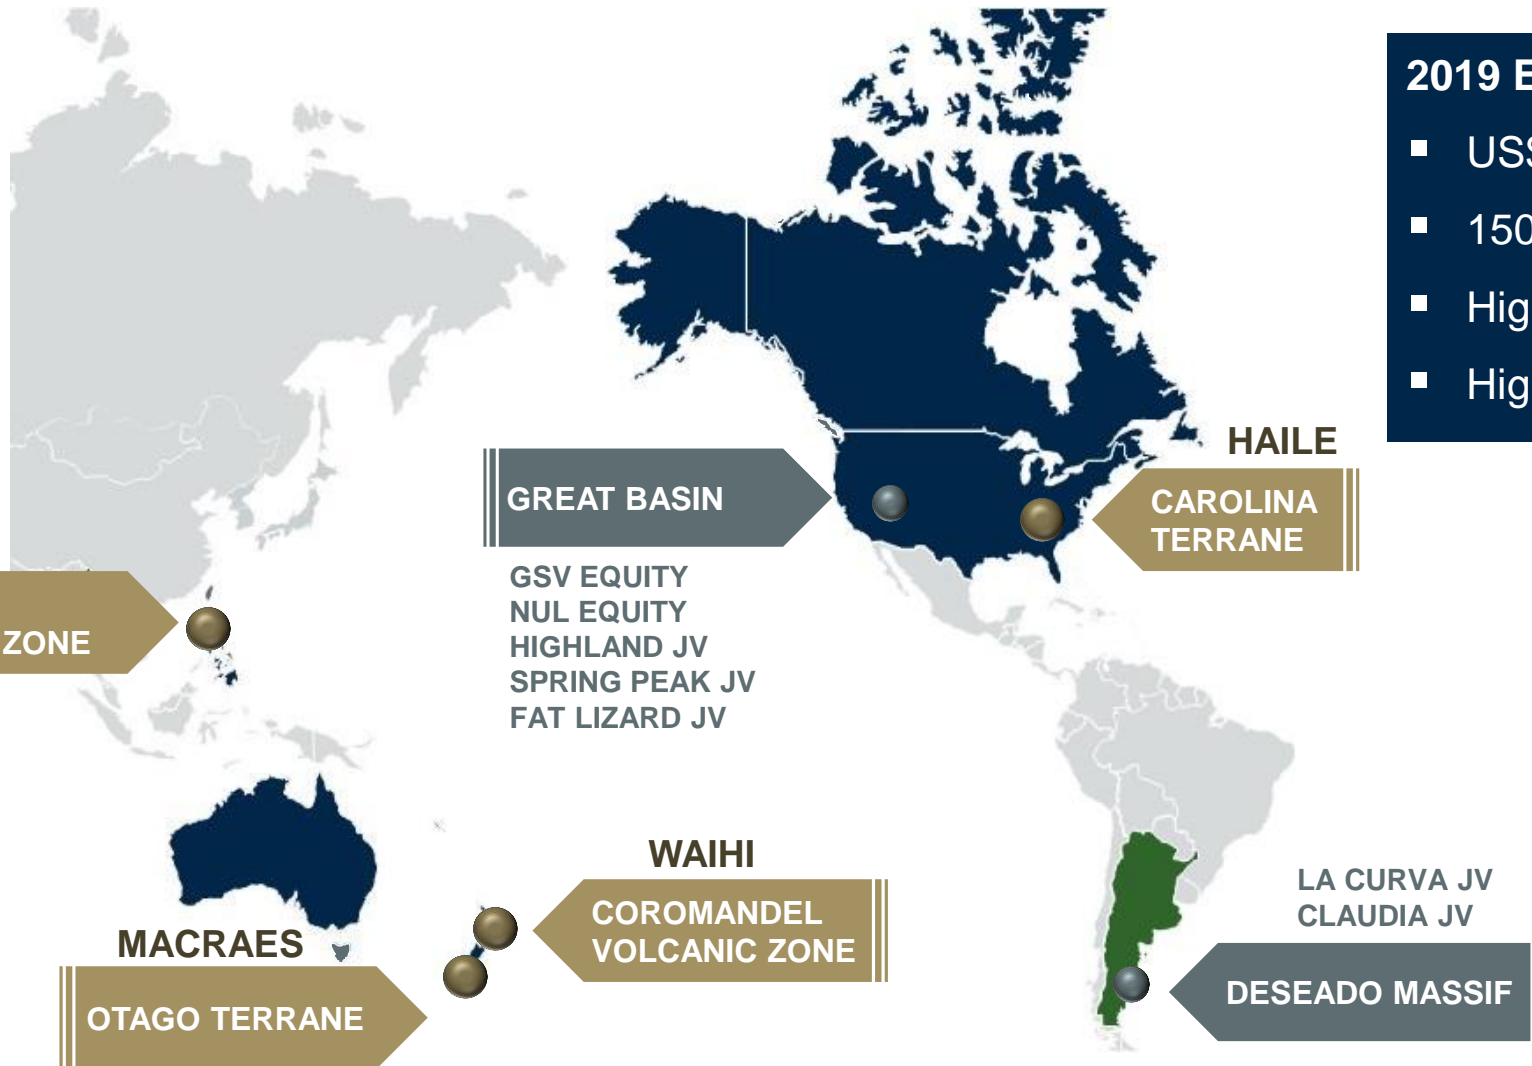 2019 E
US$
150
Hig
Hig
HAILE
CAROLINA
TERRANE
GREAT BASIN
GSV EQUITY
NUL EQUITY
HIGHLAND JV
SPRING PEAK JV
FAT LIZARD JV
ZONE
WAIHI
COROMANDEL
VOLCANIC ZONE
MACRAES
OTAGO TERRANE
LA CURVA JV
CLAUDIA JV
DESEADO MASSIF